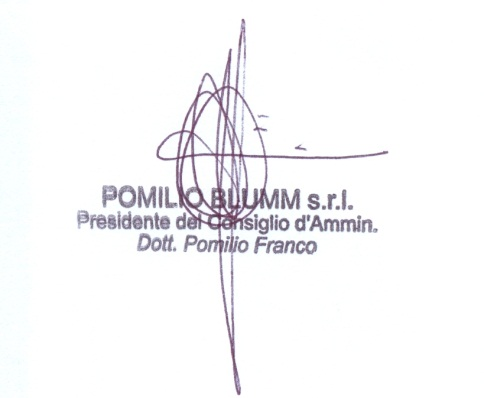 POMILIO BLUMM s.r.l.
Presidente del Consiglio d'Ammin.
Dott. Pomilio Franco